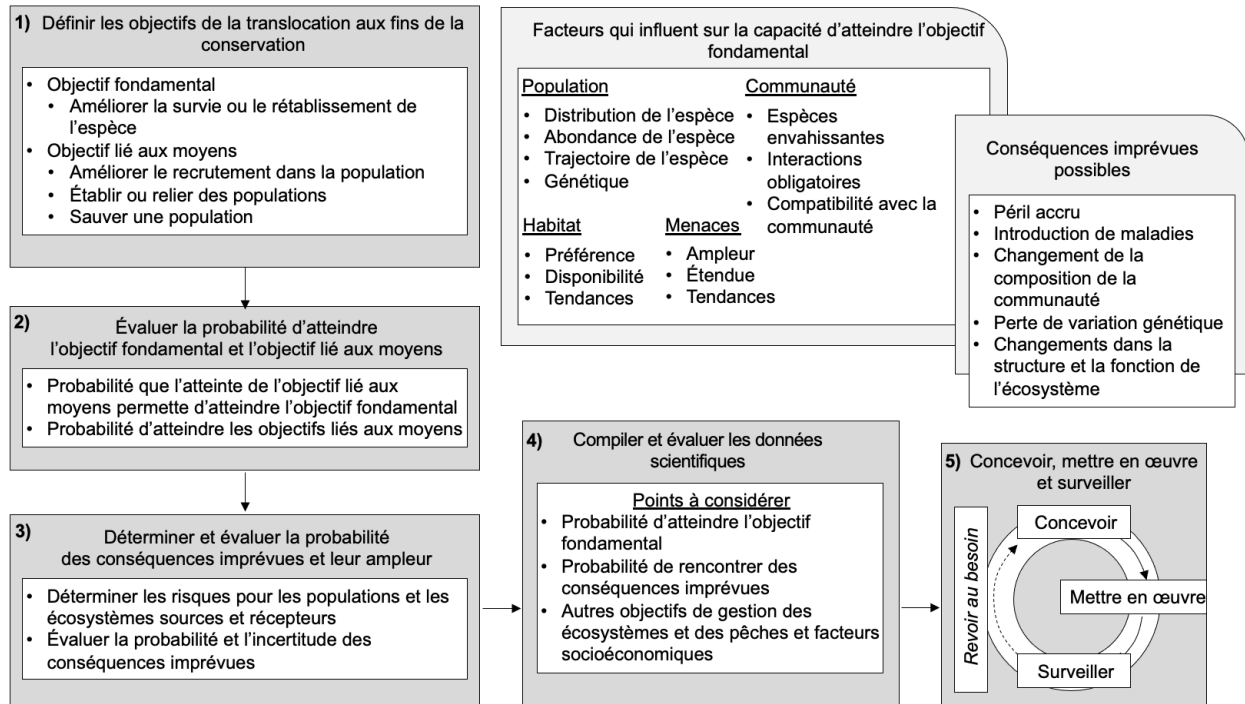 1) Définir les objectifs de la translocation aux fins de la
conservation
• Objectif fondamental
• Améliorer la survie ou le rétablissement de
l'espèce
• Objectif lié aux moyens
• Améliorer le recrutement dans la population
• Établir ou relier des populations
• Sauver une population
2) Évaluer la probabilité d'atteindre
l'objectif fondamental et l'objectif lié aux moyens
• Probabilité que l'atteinte de l'objectif lié aux
moyens permette d'atteindre l'objectif fondamental
• Probabilité d'atteindre les objectifs liés aux moyens
3) Déterminer et évaluer la probabilité
des conséquences imprévues et leur ampleur
• Déterminer les risques pour les populations et les
écosystèmes sources et récepteurs
• Évaluer la probabilité et l'incertitude des
conséquences imprévues
Facteurs qui influent sur la capacité d'atteindre l'objectif
fondamental
Population
• Distribution de l'espèce
• Abondance de l'espèce
• Trajectoire de l'espèce
• Génétique
Communauté
• Espèces
envahissantes
• Interactions
obligatoires
• Compatibilité avec la
communauté
Habitat
• Préférence
• Disponibilité
• Tendances
Menaces
• Ampleur
• Étendue
• Tendances
Conséquences imprévues
possibles
• Péril accru
• Introduction de maladies
• Changement de la
composition de la
communauté
• Perte de variation génétique
• Changements dans la
structure et la fonction de
l'écosystème
4) Compiler et évaluer les données
scientifiques
Points à considérer
• Probabilité d'atteindre l'objectif
fondamental
• Probabilité de rencontrer des
conséquences imprévues
• Autres objectifs de gestion des
écosystèmes et des pêches et facteurs
socioéconomiques
5) Concevoir, mettre en œuvre
et surveiller
Revoir au besoin
Concevoir
Mettre en œuvre
Surveiller